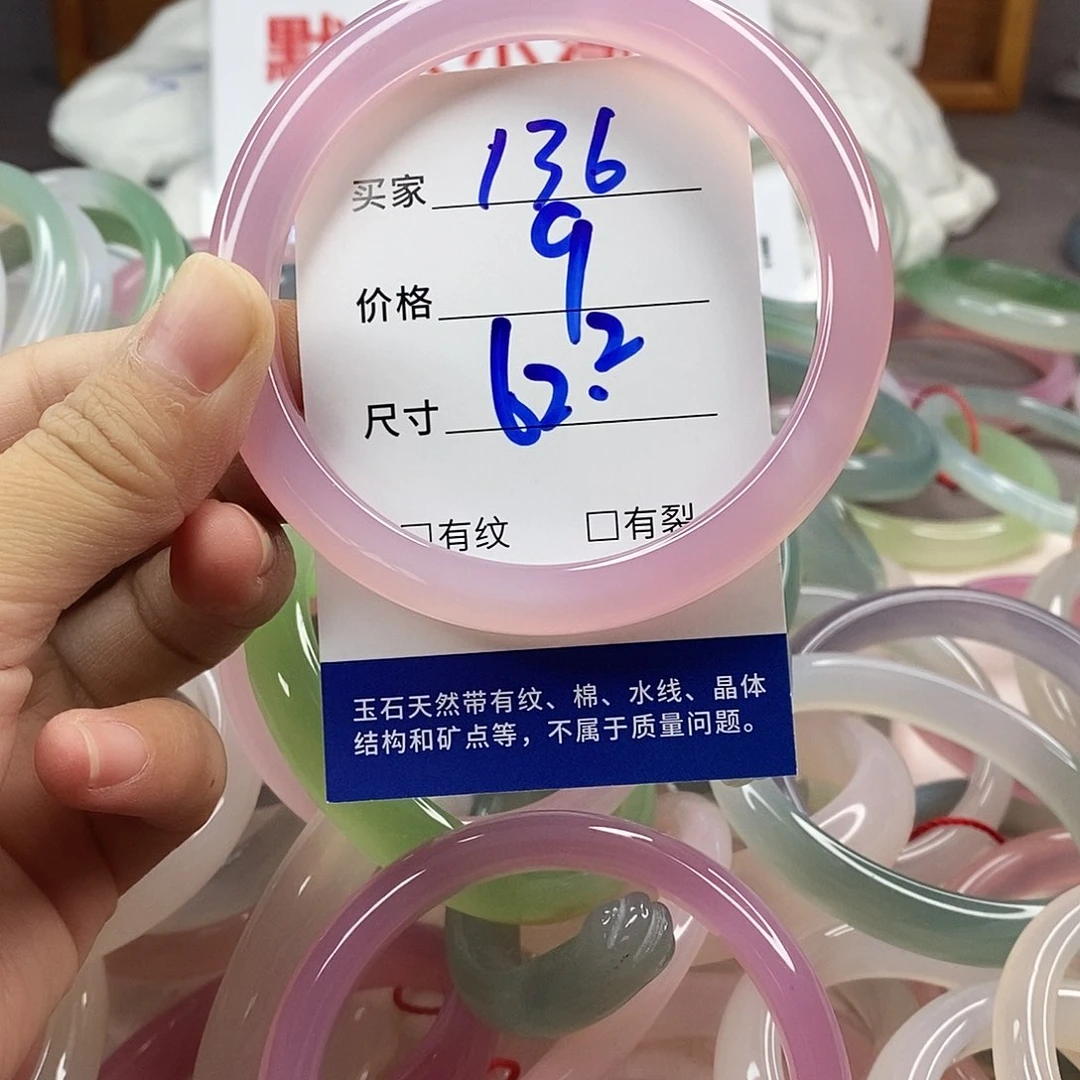 买家 136
价格 9
尺寸 62.2
□有纹 □有裂
玉石天然带有纹、棉、水线、晶体
结构和矿点等，不属于质量问题。